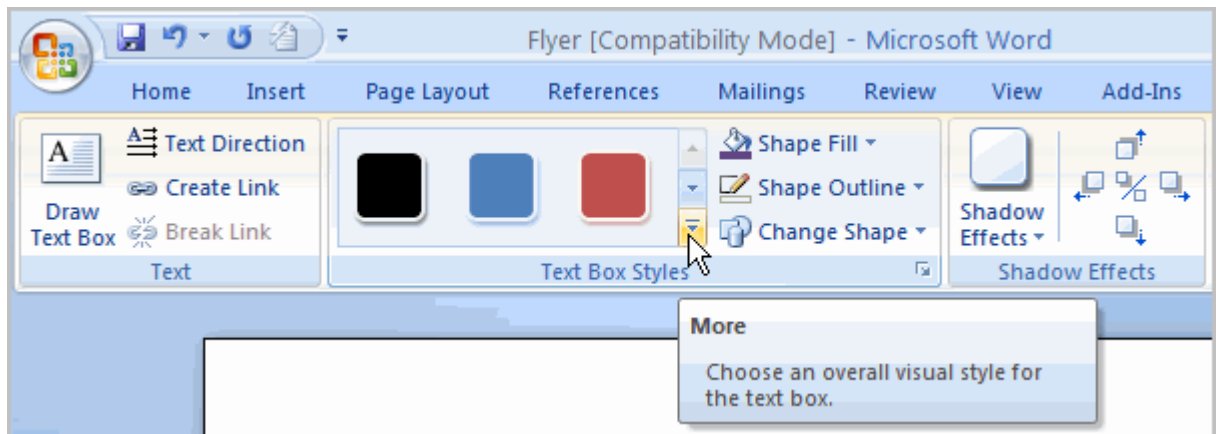 Flyer [Compatibility Mode] - Microsoft Word
Home Insert Page Layout References Mailings Review View Add-Ins
A
Draw
Text Box
Text Direction
Create Link
Break Link
Text
Text Box Styles
Shape Fill
Shape Outline
Change Shape
Shadow
Effects
Shadow Effects
More
Choose an overall visual style for
the text box.